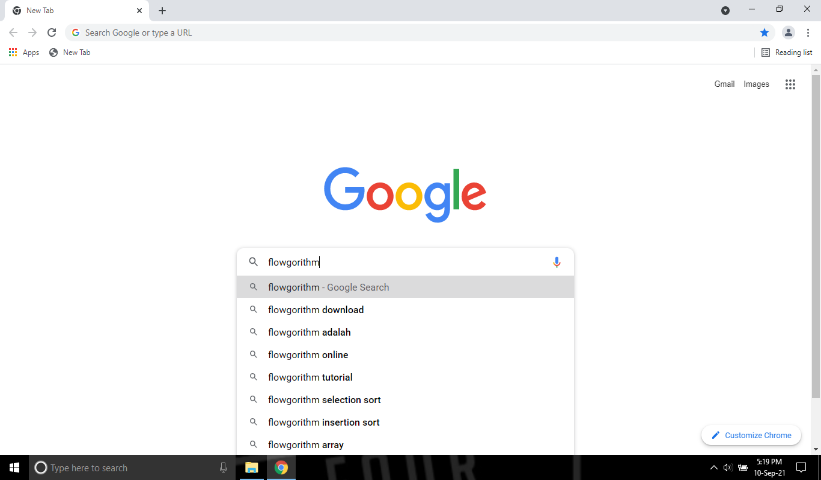 New Tab
Search Google or type a URL
Apps
New Tab
Reading list
Gmail
Images
Google
flowgorithm
flowgorithm - Google Search
flowgorithm download
flowgorithm adalah
flowgorithm online
flowgorithm tutorial
flowgorithm selection sort
flowgorithm insertion sort
flowgorithm array
Customize Chrome
Type here to search
5:19 PM
10-Sep-21